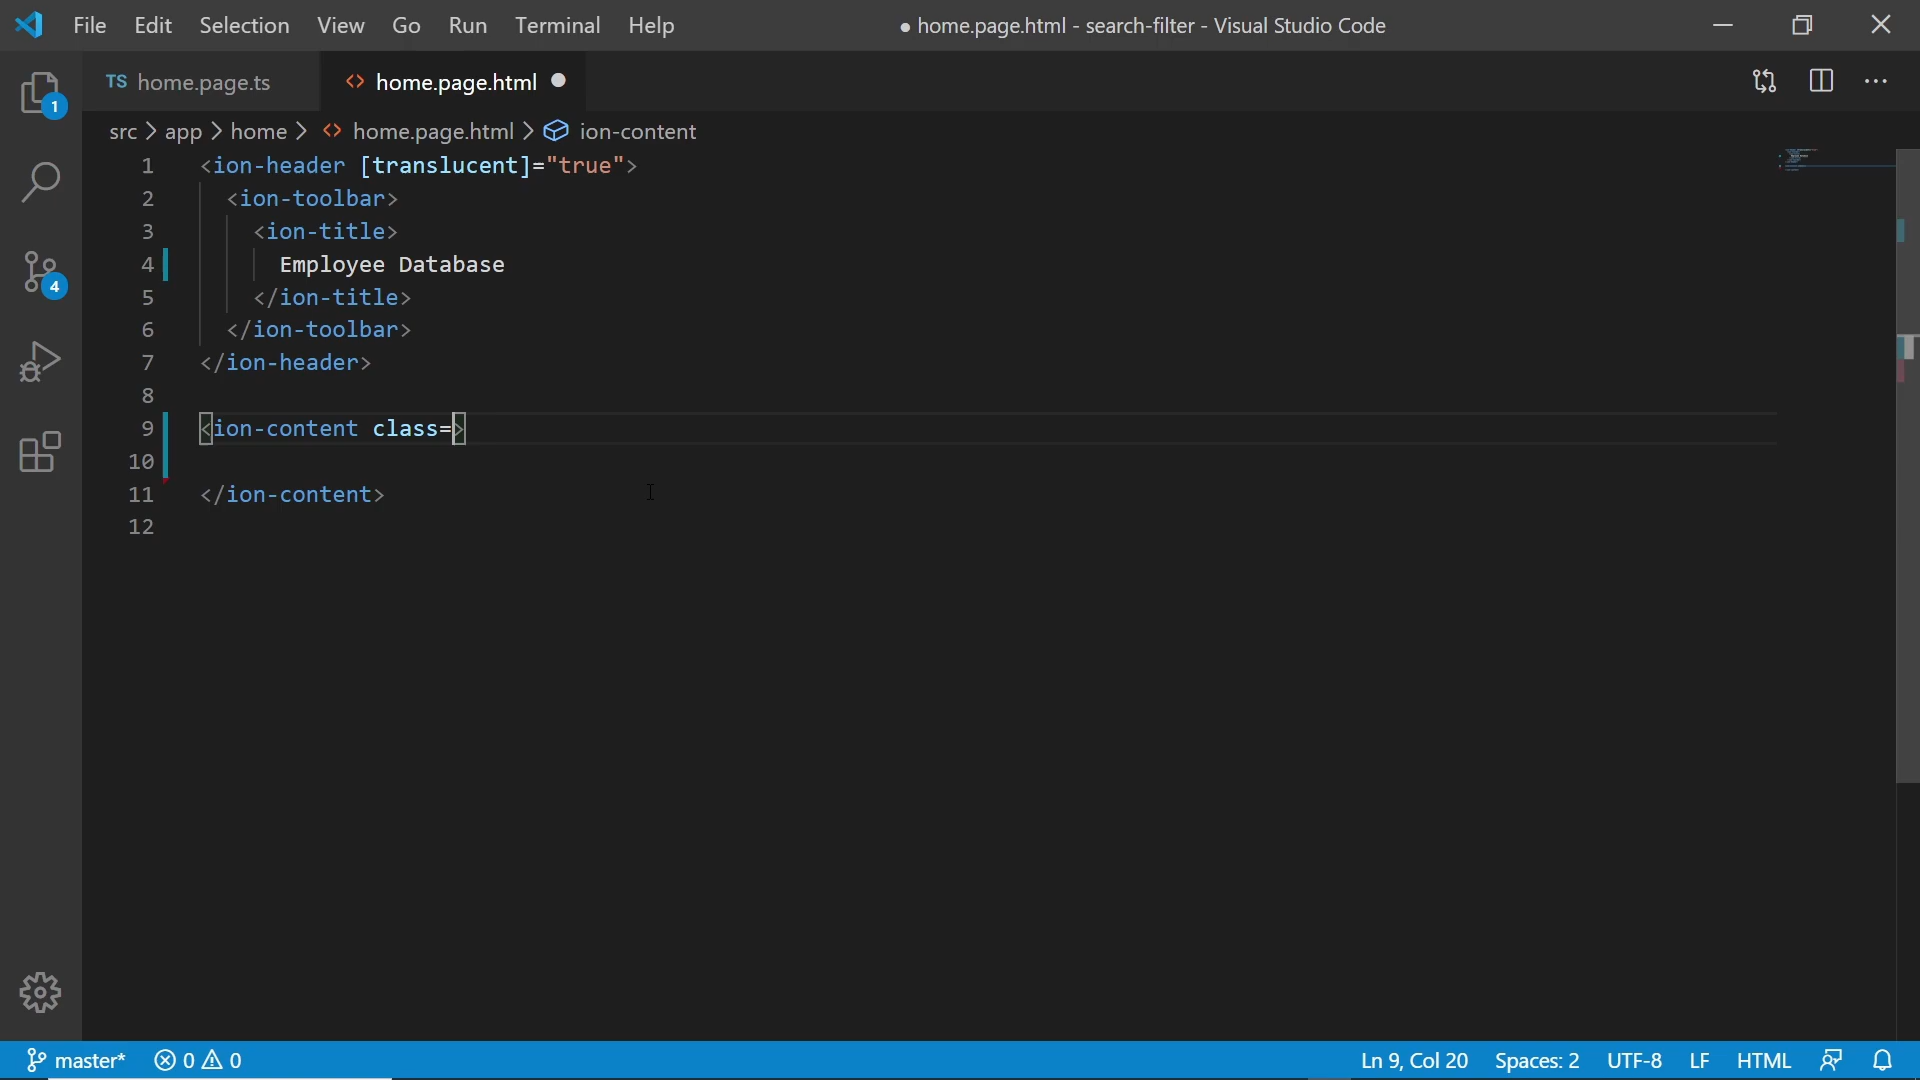 File Edit Selection View Go Run Terminal Help ● home.page.html - search-filter - Visual Studio Code
TS home.page.ts <> home.page.html ●
1
src > app > home > <> home.page.html > ion-content
1 <ion-header [translucent]="true">
2 <ion-toolbar>
3 <ion-title>
4 Employee Database
5 </ion-title>
6 </ion-toolbar>
7 </ion-header>
8
9 <ion-content class=>
10
11 </ion-content>
12
4
master* 0 0 Ln 9, Col 20 Spaces: 2 UTF-8 LF HTML